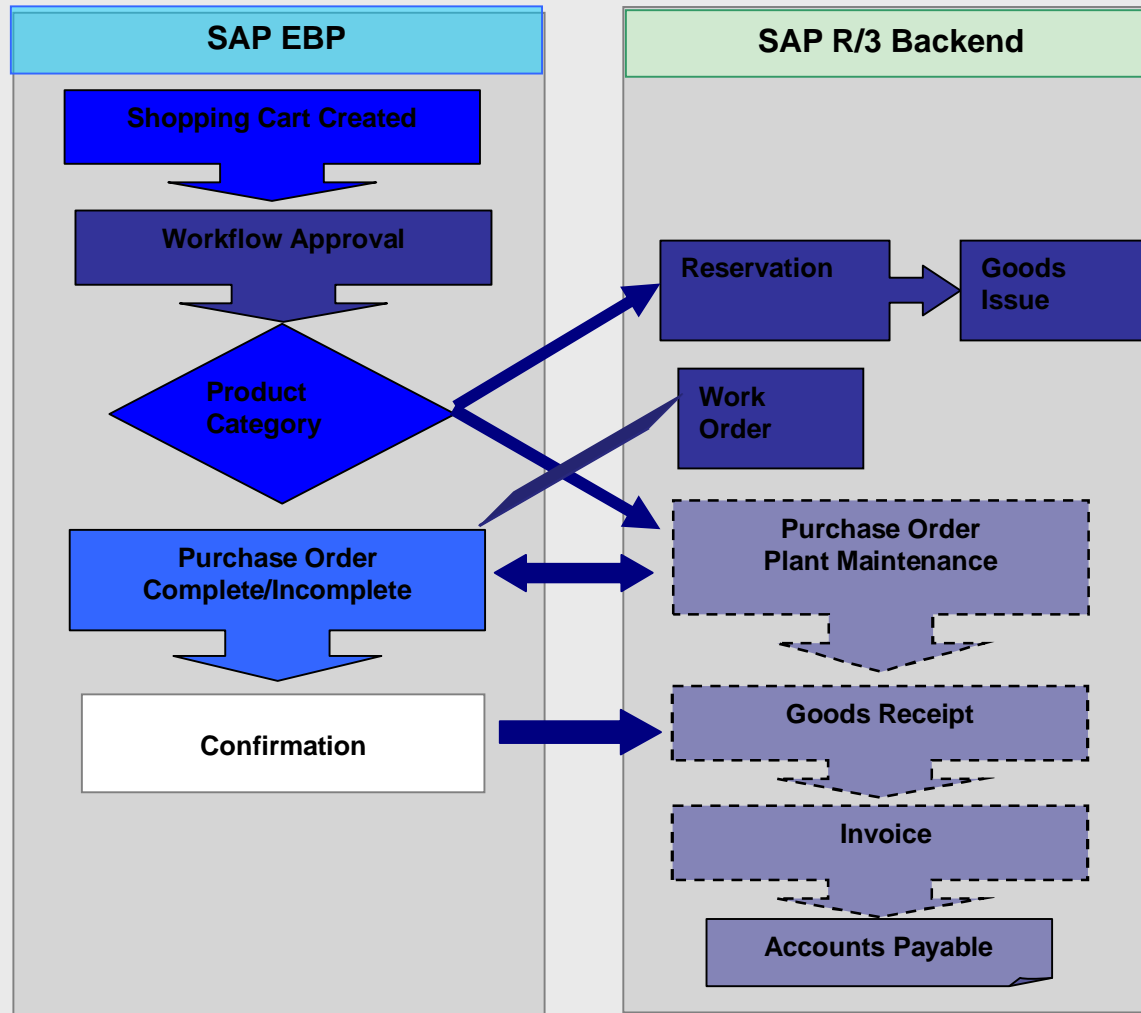 SAP EBP
Shopping Cart Created
Workflow Approval
Product
Category
Purchase Order
Complete/Incomplete
Confirmation
SAP R/3 Backend
Reservation
Goods
Issue
Work
Order
Purchase Order
Plant Maintenance
Goods Receipt
Invoice
Accounts Payable